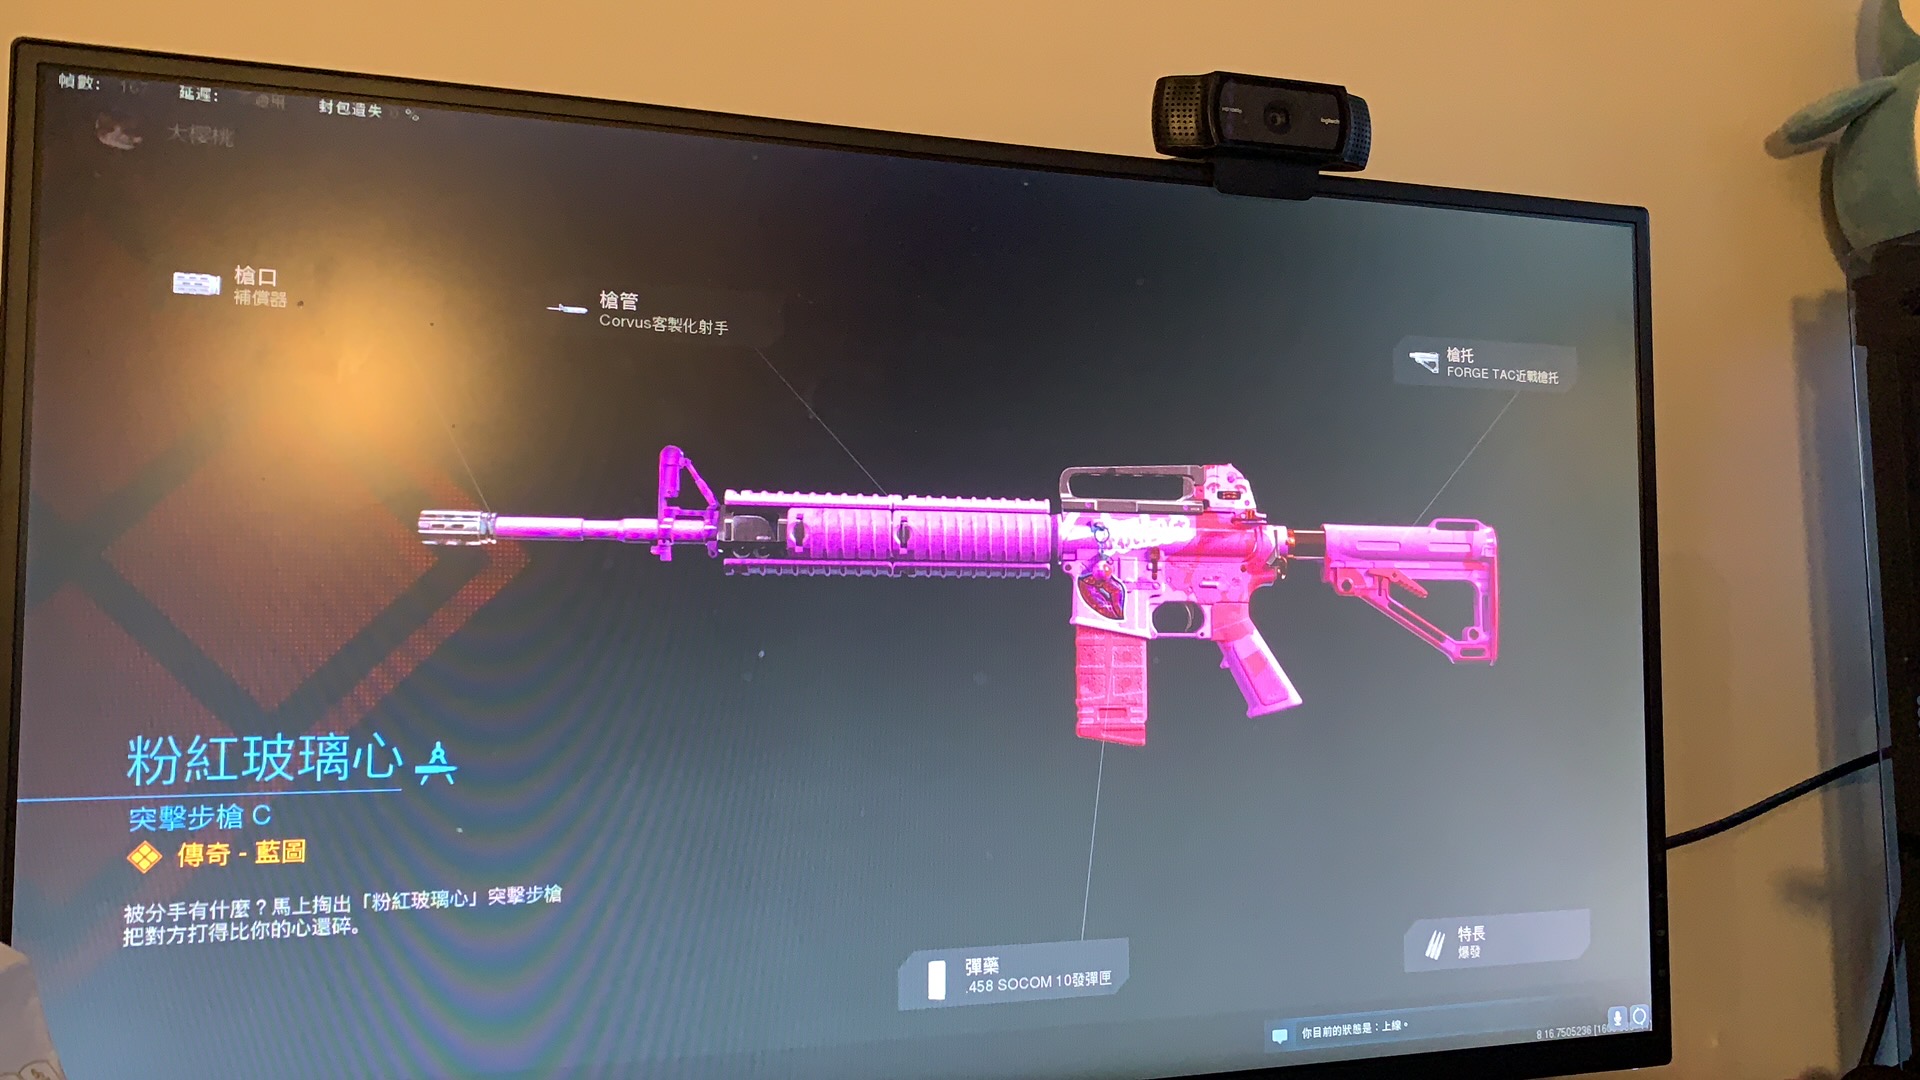 幀數:
延遲:
封包遺失 %
大櫻桃
logitech
槍口
補償器
槍管
Corvus客製化射手
槍托
FORGE TAC近戰槍托
粉紅玻璃心
突擊步槍 C
傳奇 - 藍圖
被分手有什麼？馬上掏出「粉紅玻璃心」突擊步槍
把對方打得比你的心還碎。
彈藥
.458 SOCOM 10發彈匣
特長
爆發
你目前的狀態是：上線。
8.16.7505236